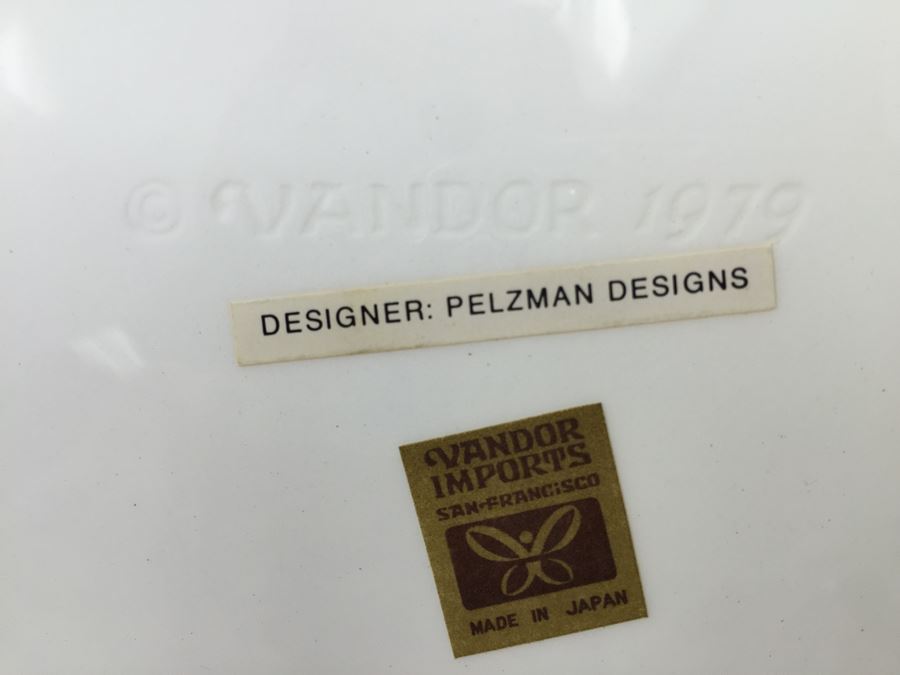 © VANDOR 1979
DESIGNER: PELZMAN DESIGNS
VANDOR
IMPORTS
SAN-FRANCISCO
MADE IN JAPAN